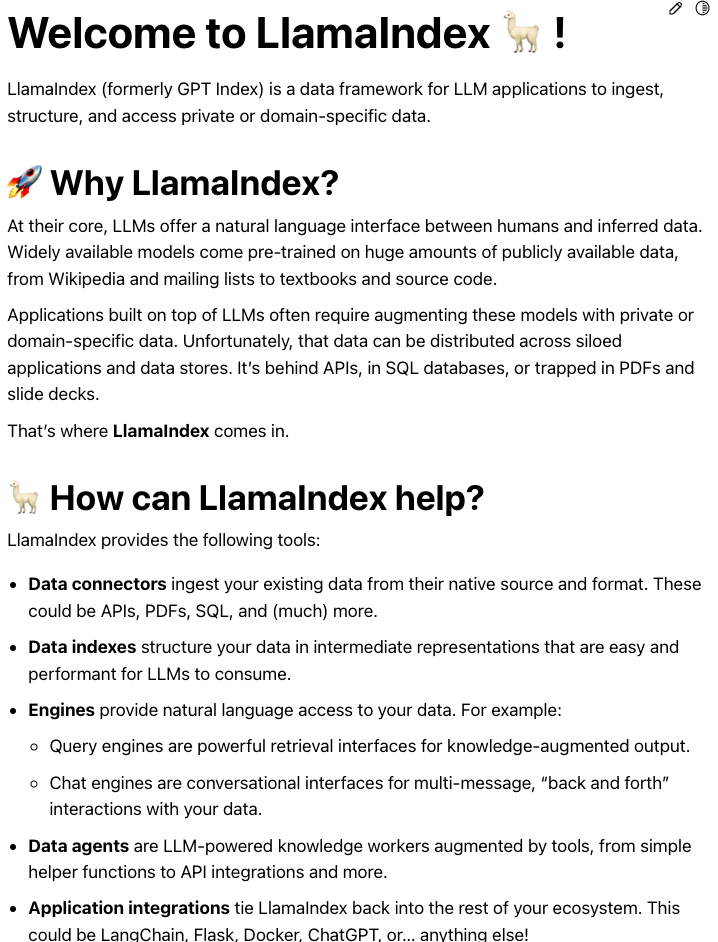 Welcome to LlamaIndex 🦙 !
LlamaIndex (formerly GPT Index) is a data framework for LLM applications to ingest,
structure, and access private or domain-specific data.
🚀 Why LlamaIndex?
At their core, LLMs offer a natural language interface between humans and inferred data.
Widely available models come pre-trained on huge amounts of publicly available data,
from Wikipedia and mailing lists to textbooks and source code.
Applications built on top of LLMs often require augmenting these models with private or
domain-specific data. Unfortunately, that data can be distributed across siloed
applications and data stores. It’s behind APIs, in SQL databases, or trapped in PDFs and
slide decks.
That’s where LlamaIndex comes in.
🦙 How can LlamaIndex help?
LlamaIndex provides the following tools:
• Data connectors ingest your existing data from their native source and format. These
could be APIs, PDFs, SQL, and (much) more.
• Data indexes structure your data in intermediate representations that are easy and
performant for LLMs to consume.
• Engines provide natural language access to your data. For example:
◦ Query engines are powerful retrieval interfaces for knowledge-augmented output.
◦ Chat engines are conversational interfaces for multi-message, “back and forth”
interactions with your data.
• Data agents are LLM-powered knowledge workers augmented by tools, from simple
helper functions to API integrations and more.
• Application integrations tie LlamaIndex back into the rest of your ecosystem. This
could be LangChain, Flask, Docker, ChatGPT, or… anything else!